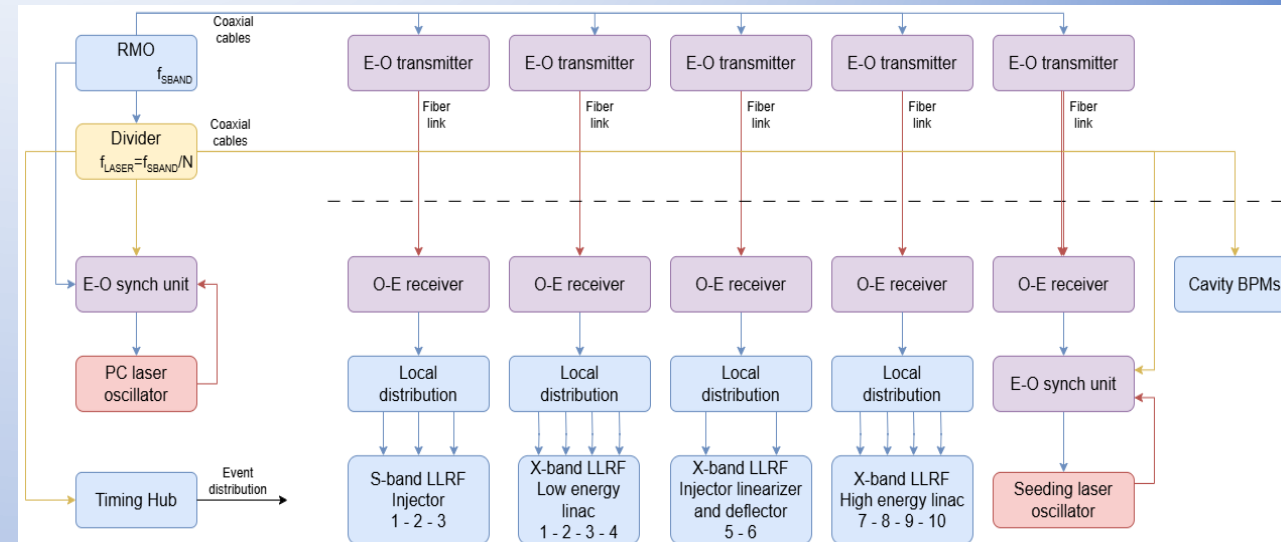 Coaxial
cables
RMO
fSBAND
E-O transmitter
E-O transmitter
E-O transmitter
E-O transmitter
E-O transmitter
Fiber
link
Fiber
link
Fiber
link
Fiber
link
Fiber
link
Divider
fLASER=fSBAND/N
Coaxial
cables
E-O synch unit
O-E receiver
O-E receiver
O-E receiver
O-E receiver
O-E receiver
Cavity BPMs
PC laser
oscillator
Local
distribution
Local
distribution
Local
distribution
Local
distribution
E-O synch unit
Timing Hub
Event
distribution
S-band LLRF
Injector
1 - 2 - 3
X-band LLRF
Low energy
linac
1 - 2 - 3 - 4
X-band LLRF
Injector linearizer
and deflector
5 - 6
X-band LLRF
High energy linac
7 - 8 - 9 - 10
Seeding laser
oscillator